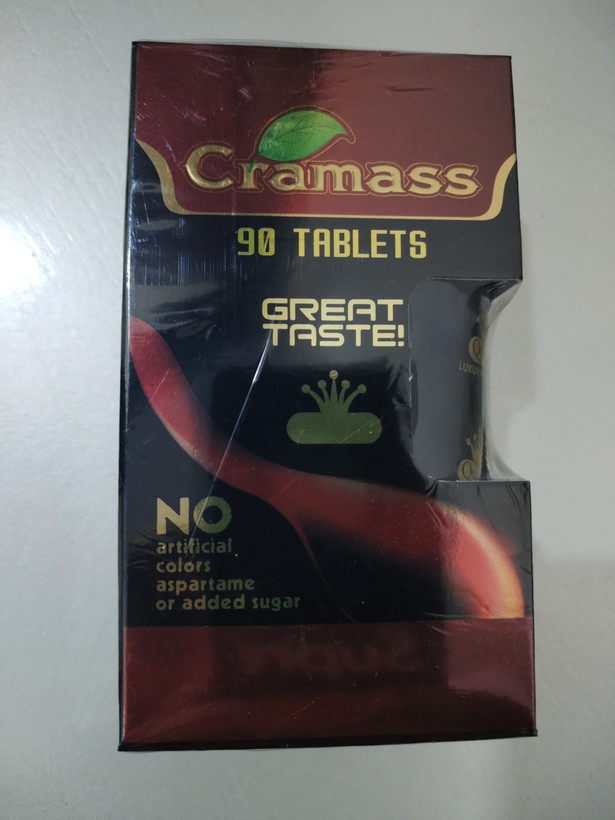 Cramass
90 TABLETS
GREAT
TASTE!
NO
artificial
colors
aspartame
or added sugar